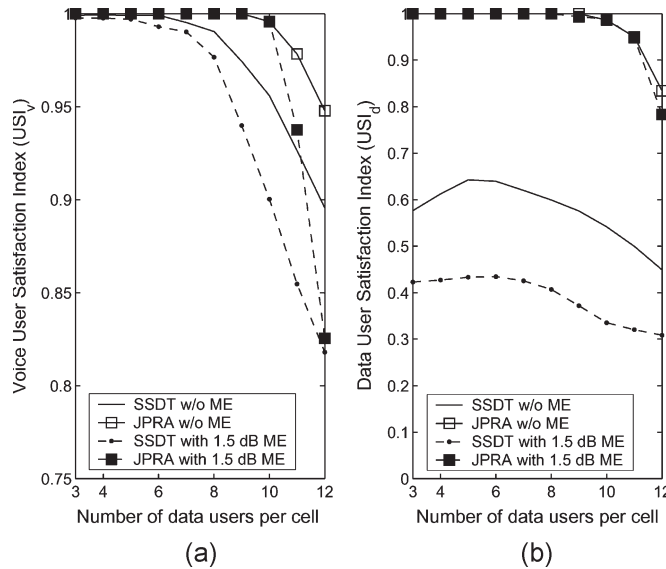 1
0.95
0.9
0.85
0.8
0.75
3 4 6 8 10 12
Voice User Satisfaction Index (USIv)
SSDT w/o ME
JPRA w/o ME
SSDT with 1.5 dB ME
JPRA with 1.5 dB ME
Number of data users per cell
(a)
1
0.9
0.8
0.7
0.6
0.5
0.4
0.3
0.2
0.1
0
3 4 6 8 10 12
Data User Satisfaction Index (USId)
SSDT w/o ME
JPRA w/o ME
SSDT with 1.5 dB ME
JPRA with 1.5 dB ME
Number of data users per cell
(b)